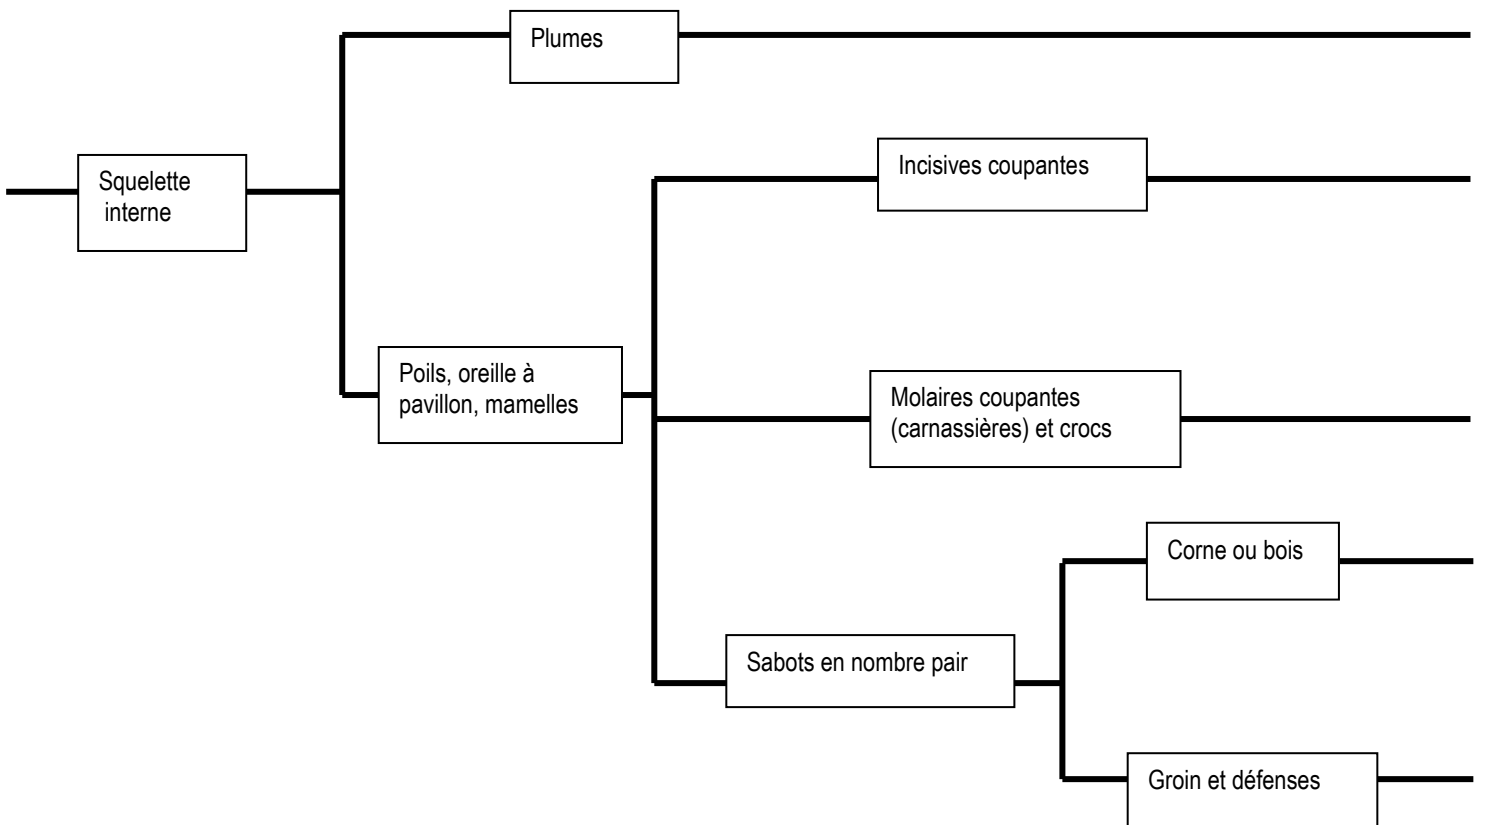 Plumes
Incisives coupantes
Squelette
interne
Poils, oreille à
pavillon, mamelles
Molaires coupantes
(carnassières) et crocs
Corne ou bois
Sabots en nombre pair
Groin et défenses